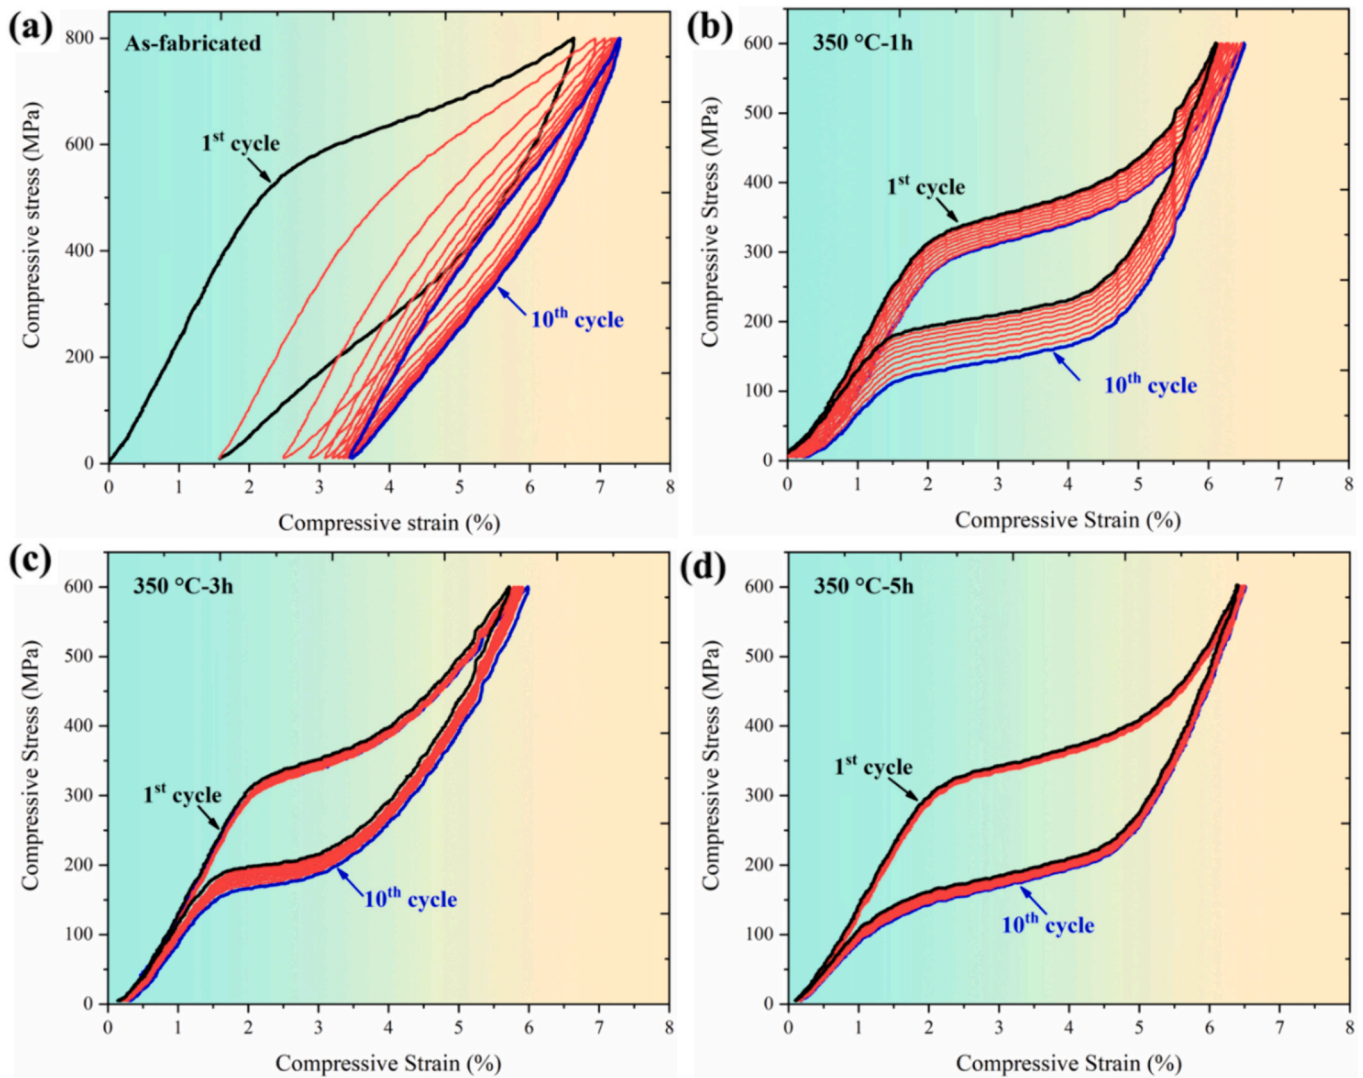 (a)
As-fabricated
1st cycle
10th cycle
800
600
400
200
0
0 1 2 3 4 5 6 7 8
Compressive stress (MPa)
Compressive strain (%)
(b)
350 °C-1h
1st cycle
10th cycle
600
500
400
300
200
100
0
0 1 2 3 4 5 6 7 8
Compressive Stress (MPa)
Compressive Strain (%)
(c)
350 °C-3h
1st cycle
10th cycle
600
500
400
300
200
100
0
0 1 2 3 4 5 6 7 8
Compressive Stress (MPa)
Compressive Strain (%)
(d)
350 °C-5h
1st cycle
10th cycle
600
500
400
300
200
100
0
0 1 2 3 4 5 6 7 8
Compressive Stress (MPa)
Compressive Strain (%)